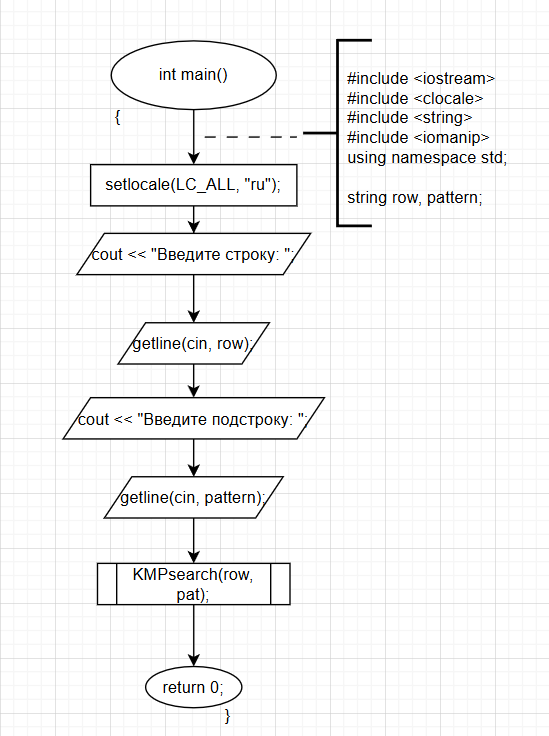 int main()
{
#include <iostream>
#include <clocale>
#include <string>
#include <iomanip>
using namespace std;
string row, pattern;
setlocale(LC_ALL, "ru");
cout << "Введите строку: ";
getline(cin, row);
cout << "Введите подстроку: ";
getline(cin, pattern);
KMPsearch(row,
pat);
return 0;
}